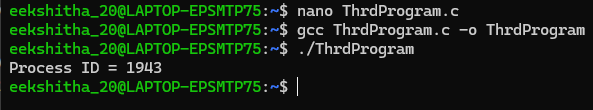 eekshitha_20@LAPTOP-EPSMTP75:~$ nano ThrdProgram.c
eekshitha_20@LAPTOP-EPSMTP75:~$ gcc ThrdProgram.c -o ThrdProgram
eekshitha_20@LAPTOP-EPSMTP75:~$ ./ThrdProgram
Process ID = 1943
eekshitha_20@LAPTOP-EPSMTP75:~$